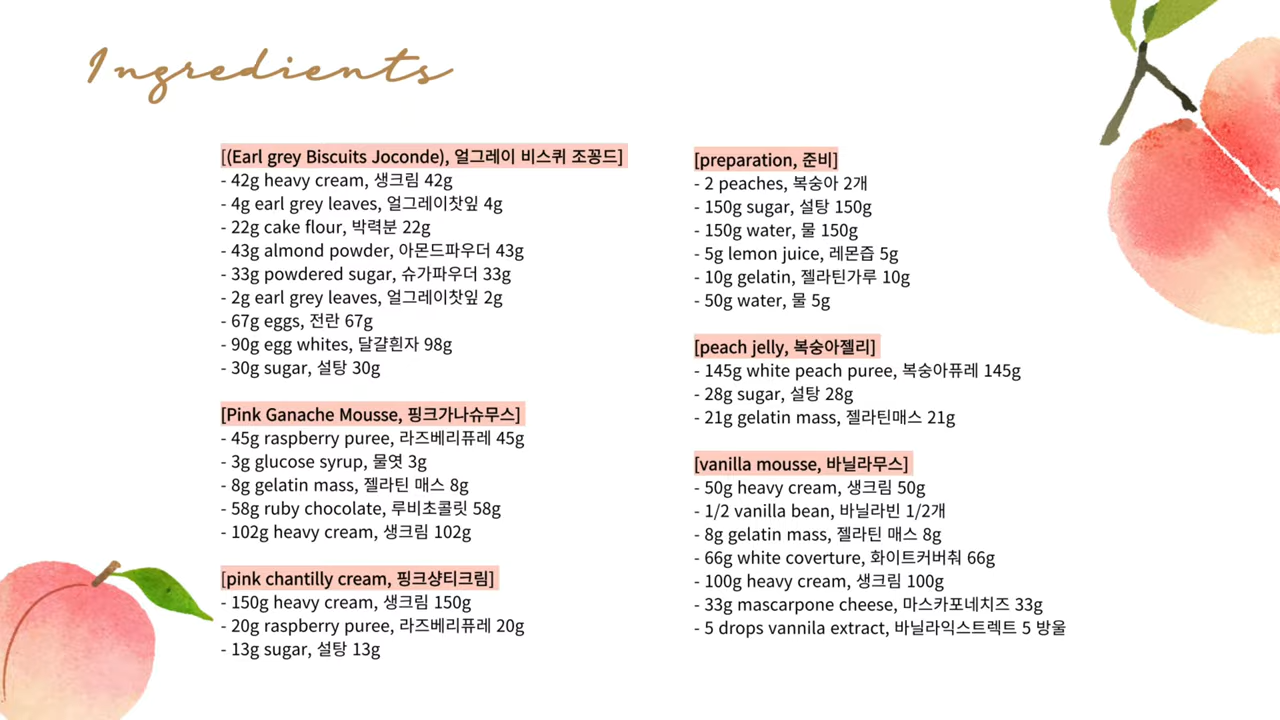 Ingredients
[(Earl grey Biscuits Joconde), 얼그레이 비스퀴 조꽁드]
- 42g heavy cream, 생크림 42g
- 4g earl grey leaves, 얼그레이찻잎 4g
- 22g cake flour, 박력분 22g
- 43g almond powder, 아몬드파우더 43g
- 33g powdered sugar, 슈가파우더 33g
- 2g earl grey leaves, 얼그레이찻잎 2g
- 67g eggs, 전란 67g
- 90g egg whites, 달걀흰자 98g
- 30g sugar, 설탕 30g
[Pink Ganache Mousse, 핑크가나슈무스]
- 45g raspberry puree, 라즈베리퓨레 45g
- 3g glucose syrup, 물엿 3g
- 8g gelatin mass, 젤라틴 매스 8g
- 58g ruby chocolate, 루비초콜릿 58g
- 102g heavy cream, 생크림 102g
[pink chantilly cream, 핑크샹티크림]
- 150g heavy cream, 생크림 150g
- 20g raspberry puree, 라즈베리퓨레 20g
- 13g sugar, 설탕 13g
[preparation, 준비]
- 2 peaches, 복숭아 2개
- 150g sugar, 설탕 150g
- 150g water, 물 150g
- 5g lemon juice, 레몬즙 5g
- 10g gelatin, 젤라틴가루 10g
- 50g water, 물 5g
[peach jelly, 복숭아젤리]
- 145g white peach puree, 복숭아퓨레 145g
- 28g sugar, 설탕 28g
- 21g gelatin mass, 젤라틴매스 21g
[vanilla mousse, 바닐라무스]
- 50g heavy cream, 생크림 50g
- 1/2 vanilla bean, 바닐라빈 1/2개
- 8g gelatin mass, 젤라틴 매스 8g
- 66g white coverture, 화이트커버춰 66g
- 100g heavy cream, 생크림 100g
- 33g mascarpone cheese, 마스카포네치즈 33g
- 5 drops vannila extract, 바닐라익스트렉트 5 방울